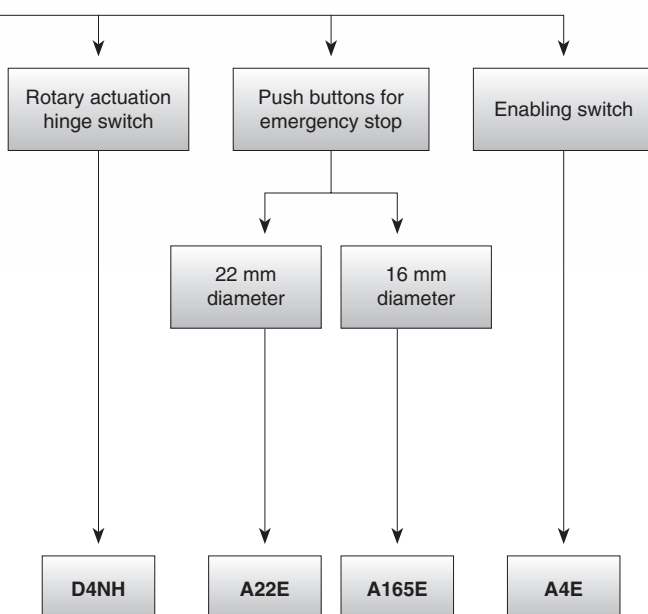 Rotary actuation
hinge switch
Push buttons for
emergency stop
Enabling switch
22 mm
diameter
16 mm
diameter
D4NH
A22E
A165E
A4E